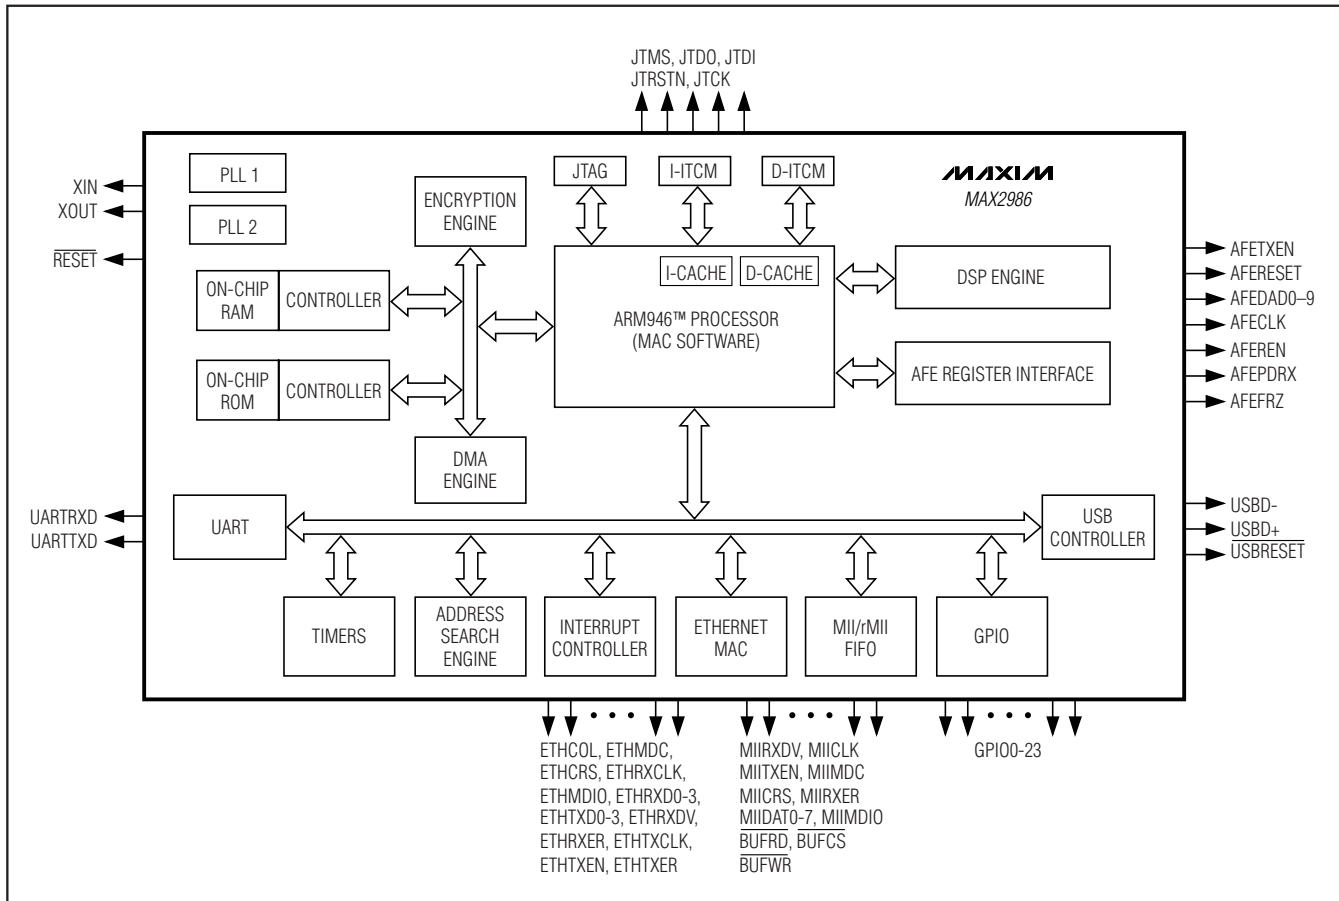 JTMS, JTDO, JTDI
JTRSTN, JTCK
XIN
XOUT
RESET
PLL 1
PLL 2
ENCRYPTION
ENGINE
JTAG
I-ITCM
D-ITCM
MAXIM
MAX2986
I-CACHE
D-CACHE
ON-CHIP
RAM
CONTROLLER
ARM946™ PROCESSOR
(MAC SOFTWARE)
DSP ENGINE
ON-CHIP
ROM
CONTROLLER
AFE REGISTER INTERFACE
AFETXEN
AFERESET
AFEDAD0–9
AFECLK
AFEREN
AFEPDRX
AFEFRZ
DMA
ENGINE
UARTRXD
UARTTXD
UART
USB
CONTROLLER
USBD-
USBD+
USBRESET
TIMERS
ADDRESS
SEARCH
ENGINE
INTERRUPT
CONTROLLER
ETHERNET
MAC
MII/rMII
FIFO
GPIO
ETHCOL, ETHMDC,
ETHCRS, ETHRXCLK,
ETHMDIO, ETHRXD0-3,
ETHTXD0-3, ETHRXDV,
ETHRXER, ETHTXCLK,
ETHTXEN, ETHTXER
MIIRXDV, MIICLK
MIITXEN, MIIMDC
MIICRS, MIIRXER
MIIDAT0-7, MIIMDIO
BUFRD, BUFCS
BUFWR
GPIO0-23